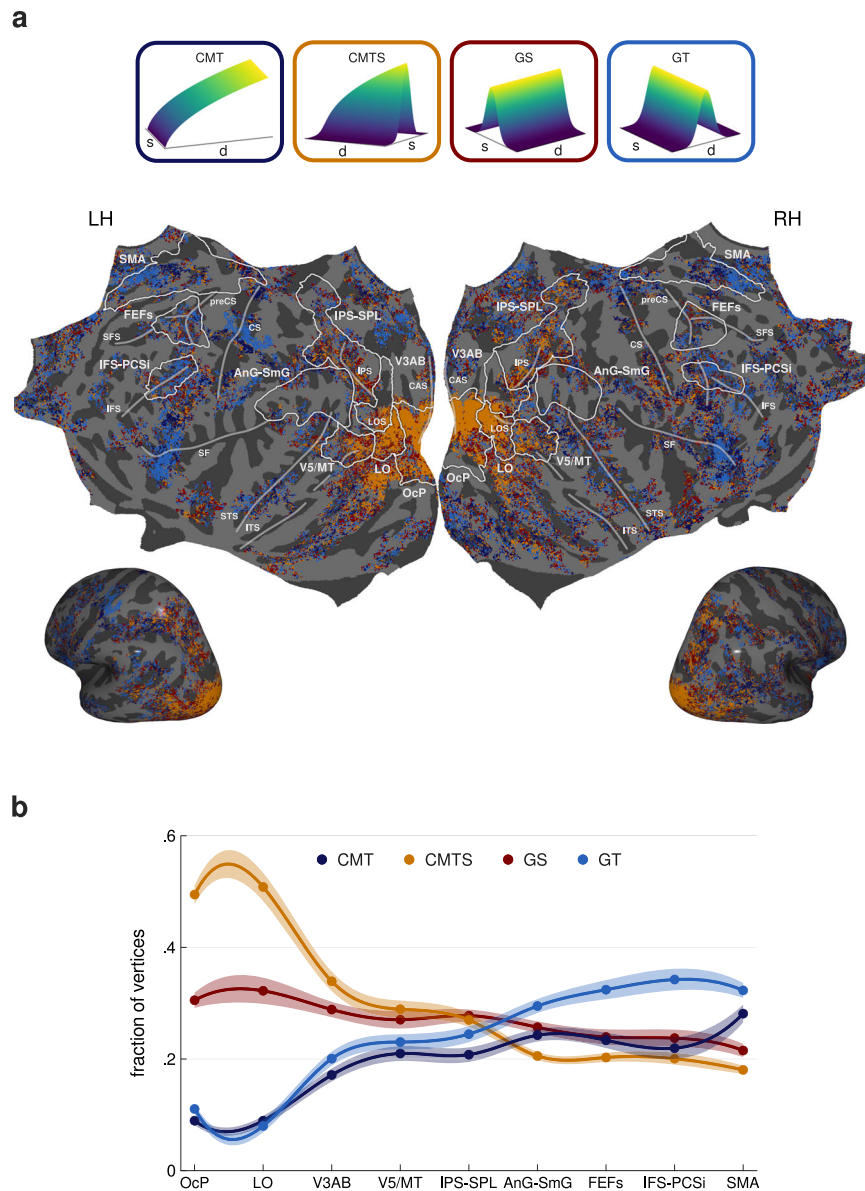 a
CMT CMTS GS GT
s d d s s d s d
LH RH
SMA SMA
preCS preCS
FEFs FEFs
IPS-SPL IPS-SPL
SFS CS CS SFS
V3AB V3AB
IFS-PCSi AnG-SmG IPS IPS AnG-SmG IFS-PCSi
CAS CAS
IFS IFS
LOS LOS
SF SF
V5/MT LO LO V5/MT
OcP OcP
STS STS
ITS ITS
b
.6
CMT CMTS GS GT
.4
fraction of vertices
.2
0
OcP LO V3AB V5/MT IPS-SPL AnG-SmG FEFs IFS-PCSi SMA